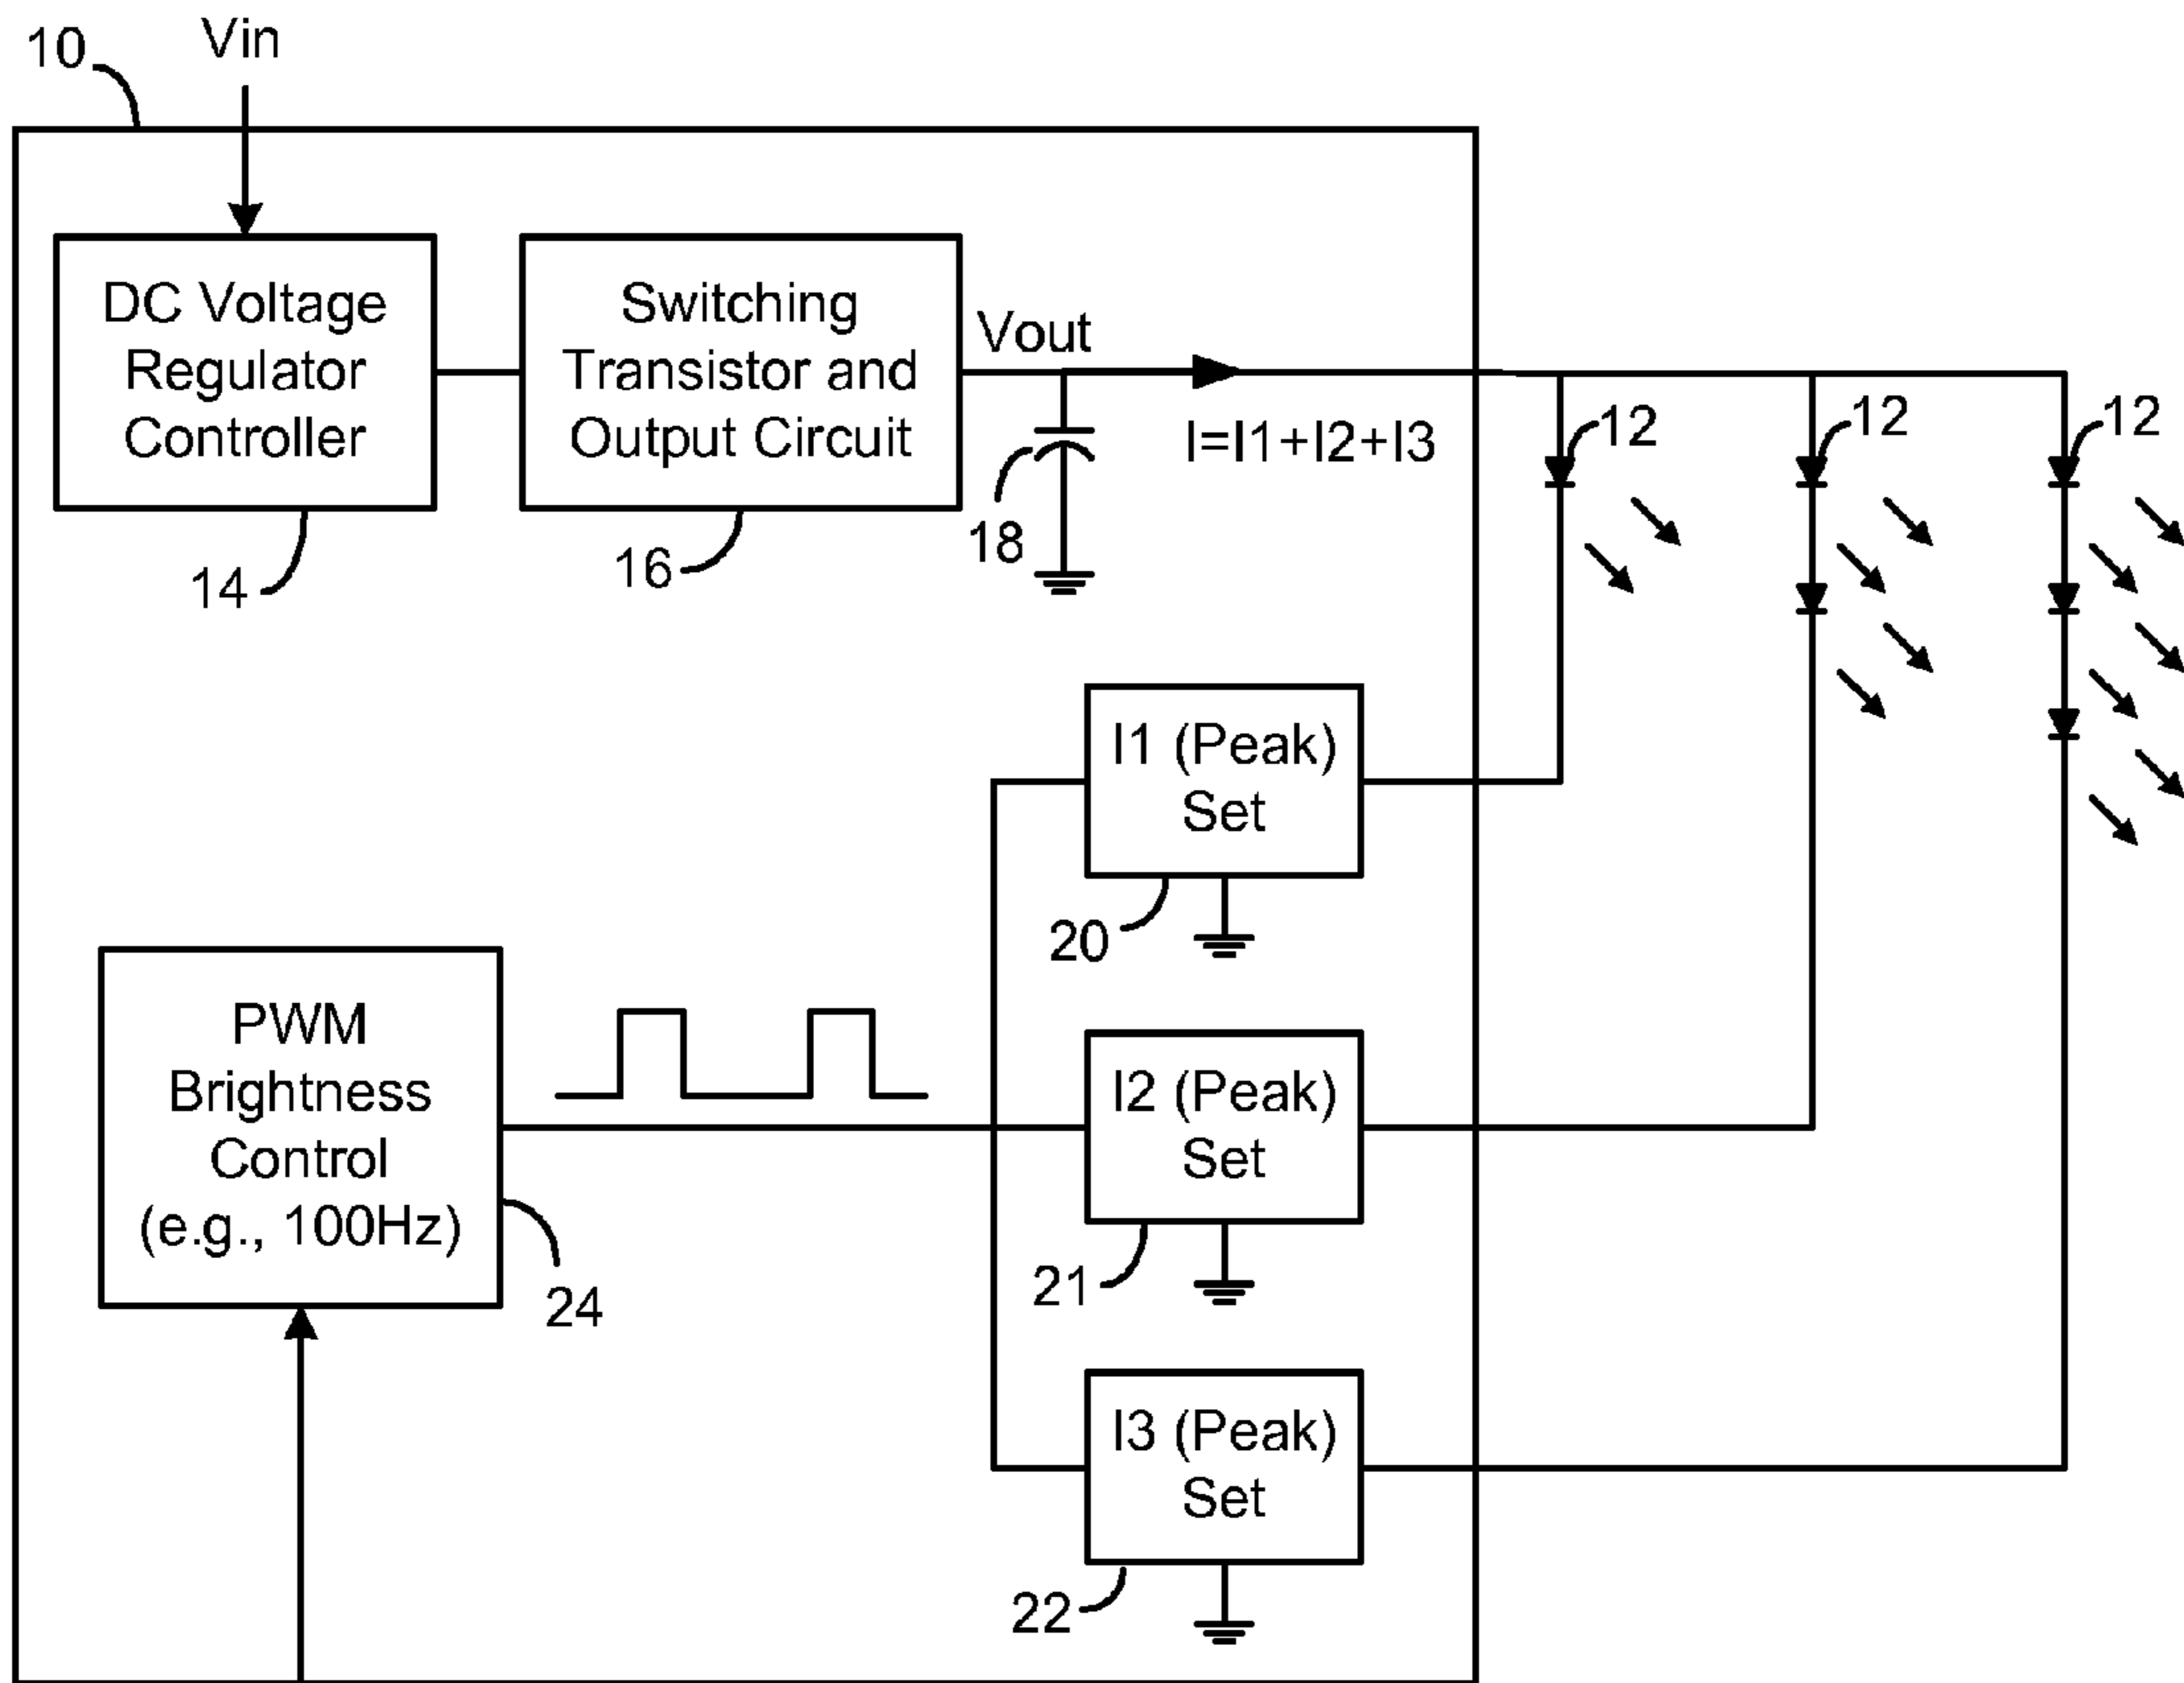 10
Vin
DC Voltage
Regulator
Controller
14
Switching
Transistor and
Output Circuit
16
Vout
18
I=I1+I2+I3
12
12
12
I1 (Peak)
Set
20
PWM
Brightness
Control
(e.g., 100Hz)
24
I2 (Peak)
Set
21
I3 (Peak)
Set
22